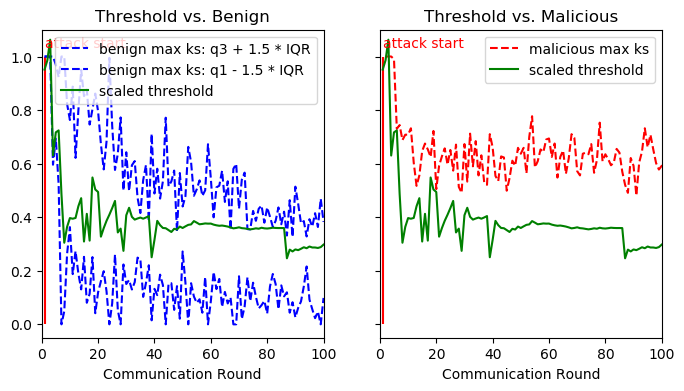 Threshold vs. Benign
attack start
benign max ks: q3 + 1.5 * IQR
benign max ks: q1 - 1.5 * IQR
scaled threshold
1.0
0.8
0.6
0.4
0.2
0.0
0 20 40 60 80 100
Communication Round
Threshold vs. Malicious
attack start
malicious max ks
scaled threshold
0 20 40 60 80 100
Communication Round